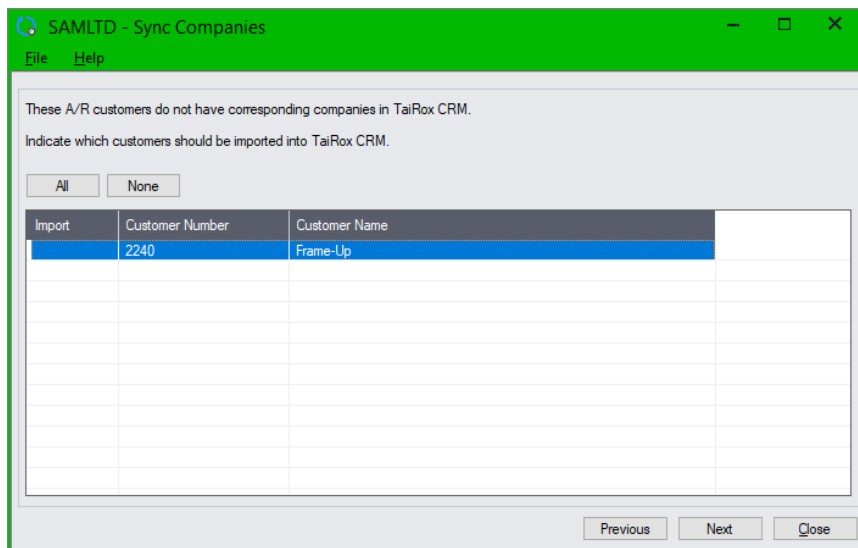 SAMLTD - Sync Companies
File Help
These A/R customers do not have corresponding companies in TaiRox CRM.
Indicate which customers should be imported into TaiRox CRM.
All None
Import Customer Number Customer Name
2240 Frame-Up
Previous Next Close